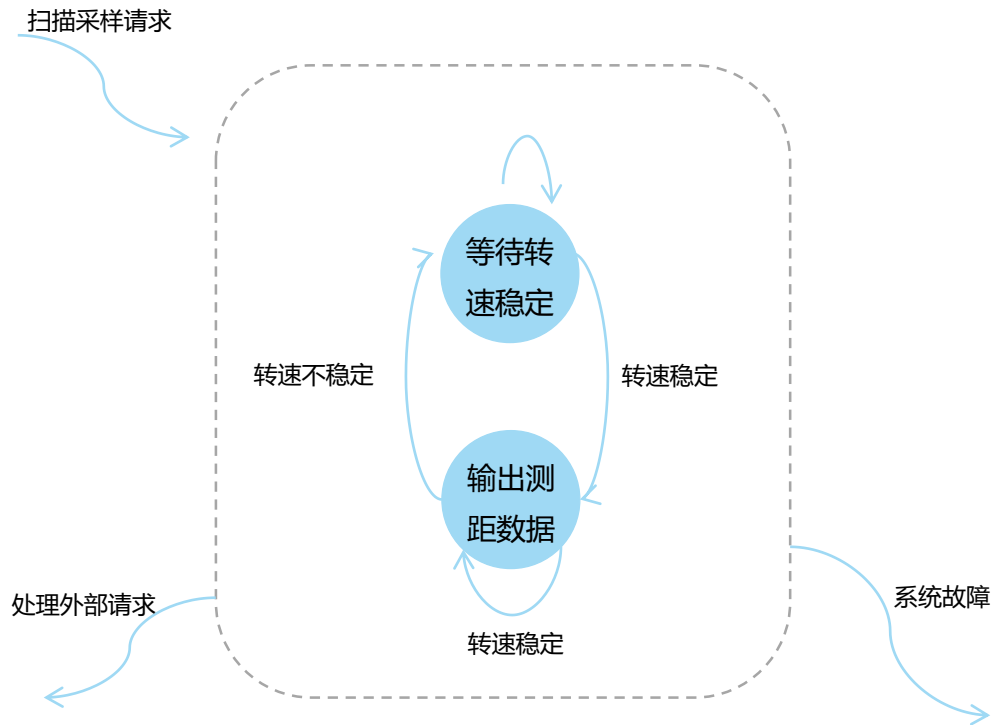 扫描采样请求
等待转
速稳定
转速不稳定
转速稳定
输出测
距数据
处理外部请求
系统故障
转速稳定